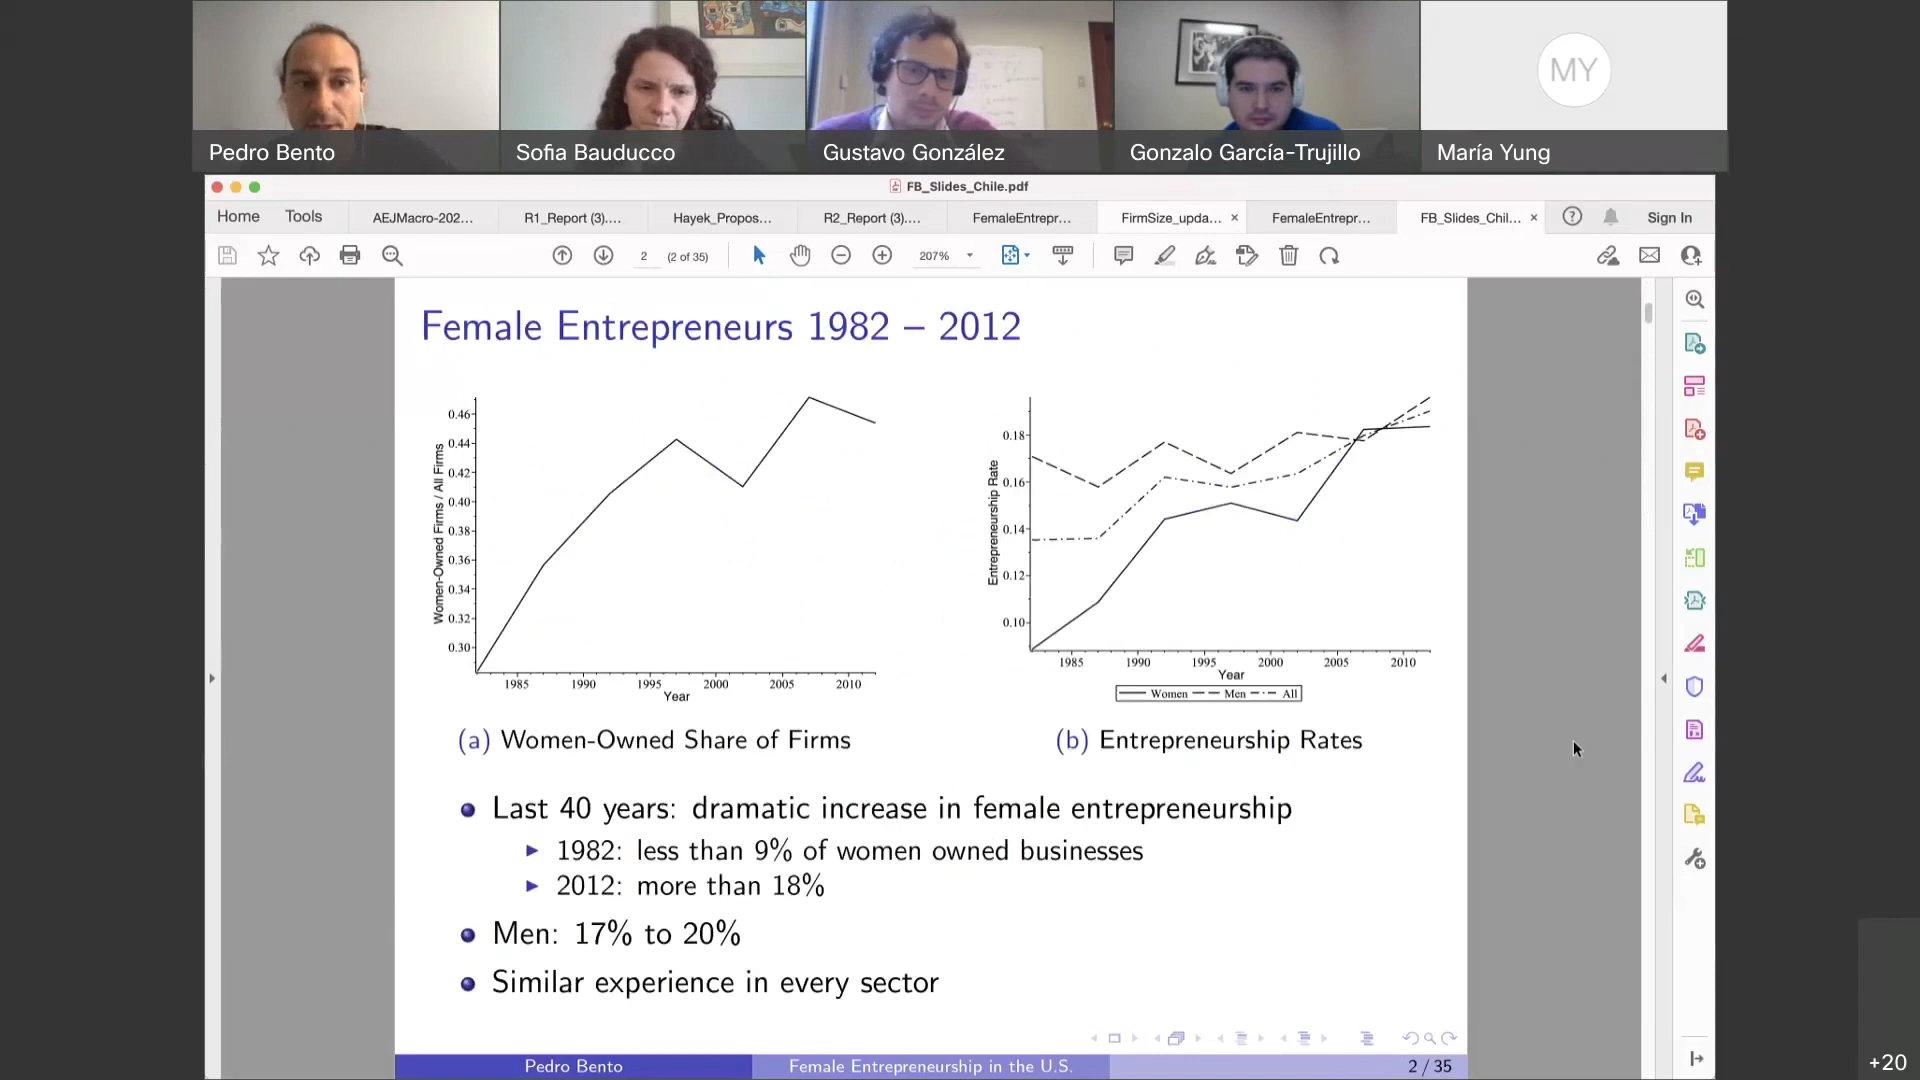 MY
Pedro Bento
Sofia Bauducco
Gustavo González
Gonzalo García-Trujillo
María Yung
FB_Slides_Chile.pdf
Home Tools AEJMacro-202... R1_Report (3).... Hayek_Propos... R2_Report (3).... FemaleEntrepr... FirmSize_upda... × FemaleEntrepr... FB_Slides_Chil... × Sign In
2 (2 of 35) 207%
Female Entrepreneurs 1982 – 2012
Women-Owned Firms / All Firms
0.46
0.44
0.42
0.40
0.38
0.36
0.34
0.32
0.30
1985 1990 1995 2000 2005 2010
Year
Entrepreneurship Rate
0.18
0.16
0.14
0.12
0.10
1985 1990 1995 2000 2005 2010
Year
Women Men All
(a) Women-Owned Share of Firms
(b) Entrepreneurship Rates
Last 40 years: dramatic increase in female entrepreneurship
1982: less than 9% of women owned businesses
2012: more than 18%
Men: 17% to 20%
Similar experience in every sector
Pedro Bento Female Entrepreneurship in the U.S. 2 / 35
+20